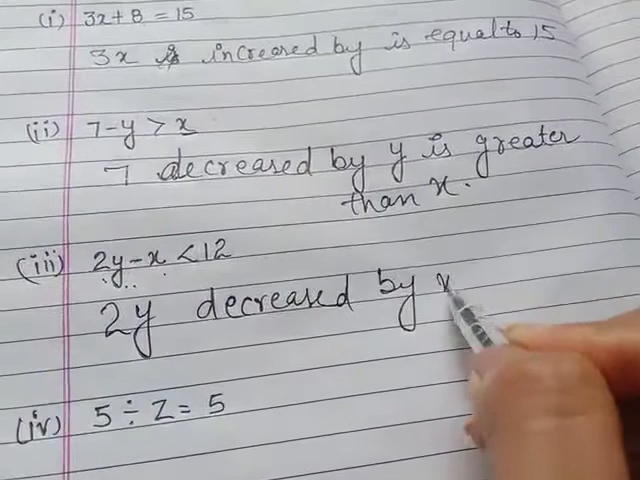 (i) 3x + 8 = 15
3x is increased by is equal to 15
(ii) 7 - y > x
7 decreased by y is greater
than x.
(iii) 2y - x < 12
2y decreased by x
(iv) 5 ÷ z = 5